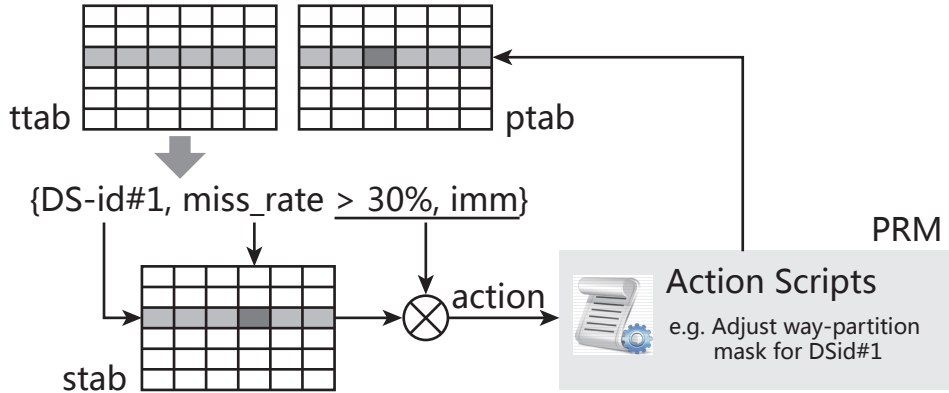 ttab
ptab
{DS-id#1, miss_rate > 30%, imm}
PRM
action
Action Scripts
e.g. Adjust way-partition
mask for DSid#1
stab